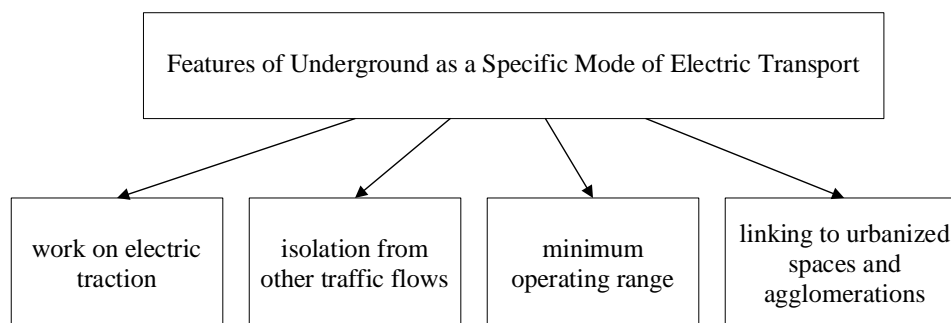 Features of Underground as a Specific Mode of Electric Transport
work on electric
traction
isolation from
other traffic flows
minimum
operating range
linking to urbanized
spaces and
agglomerations